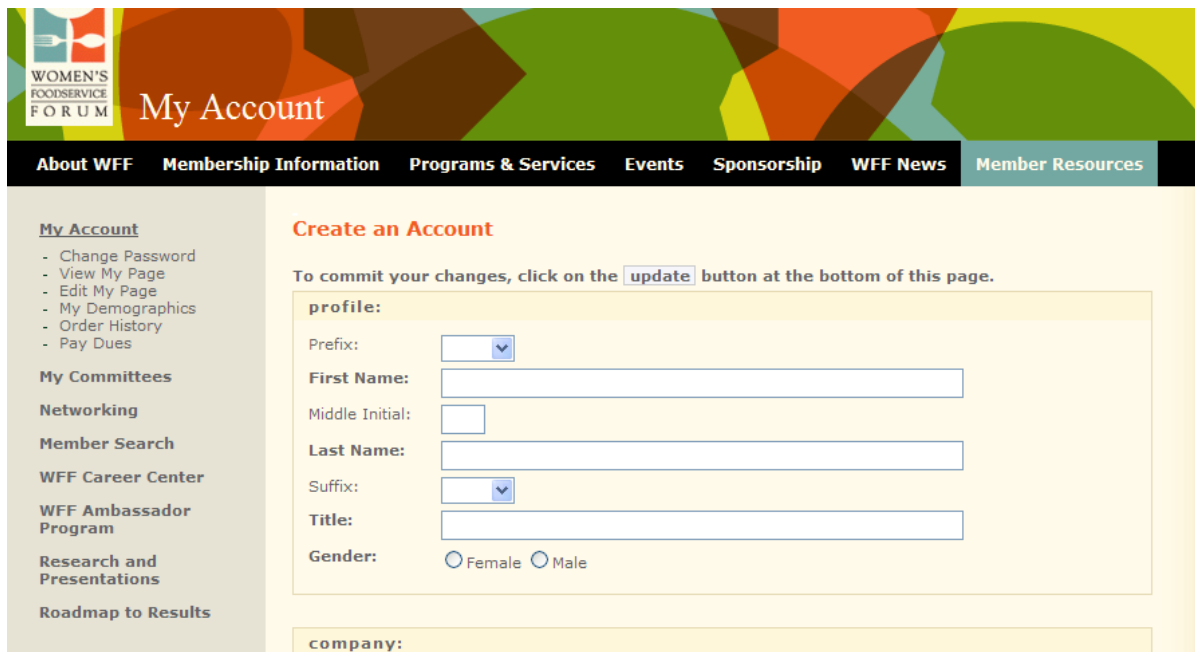 WOMEN'S
FOODSERVICE
FORUM
My Account
About WFF Membership Information Programs & Services Events Sponsorship WFF News Member Resources
My Account
- Change Password
- View My Page
- Edit My Page
- My Demographics
- Order History
- Pay Dues
My Committees
Networking
Member Search
WFF Career Center
WFF Ambassador
Program
Research and
Presentations
Roadmap to Results
Create an Account
To commit your changes, click on the update button at the bottom of this page.
profile:
Prefix:
First Name:
Middle Initial:
Last Name:
Suffix:
Title:
Gender: Female Male
company: